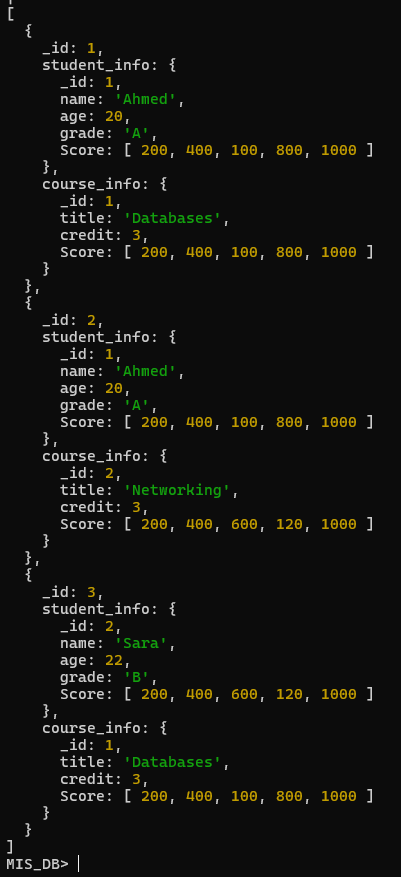 [
  {
    _id: 1,
    student_info: {
      _id: 1,
      name: 'Ahmed',
      age: 20,
      grade: 'A',
      Score: [ 200, 400, 100, 800, 1000 ]
    },
    course_info: {
      _id: 1,
      title: 'Databases',
      credit: 3,
      Score: [ 200, 400, 100, 800, 1000 ]
    }
  },
  {
    _id: 2,
    student_info: {
      _id: 1,
      name: 'Ahmed',
      age: 20,
      grade: 'A',
      Score: [ 200, 400, 100, 800, 1000 ]
    },
    course_info: {
      _id: 2,
      title: 'Networking',
      credit: 3,
      Score: [ 200, 400, 600, 120, 1000 ]
    }
  },
  {
    _id: 3,
    student_info: {
      _id: 2,
      name: 'Sara',
      age: 22,
      grade: 'B',
      Score: [ 200, 400, 600, 120, 1000 ]
    },
    course_info: {
      _id: 1,
      title: 'Databases',
      credit: 3,
      Score: [ 200, 400, 100, 800, 1000 ]
    }
  }
]
MIS_DB>